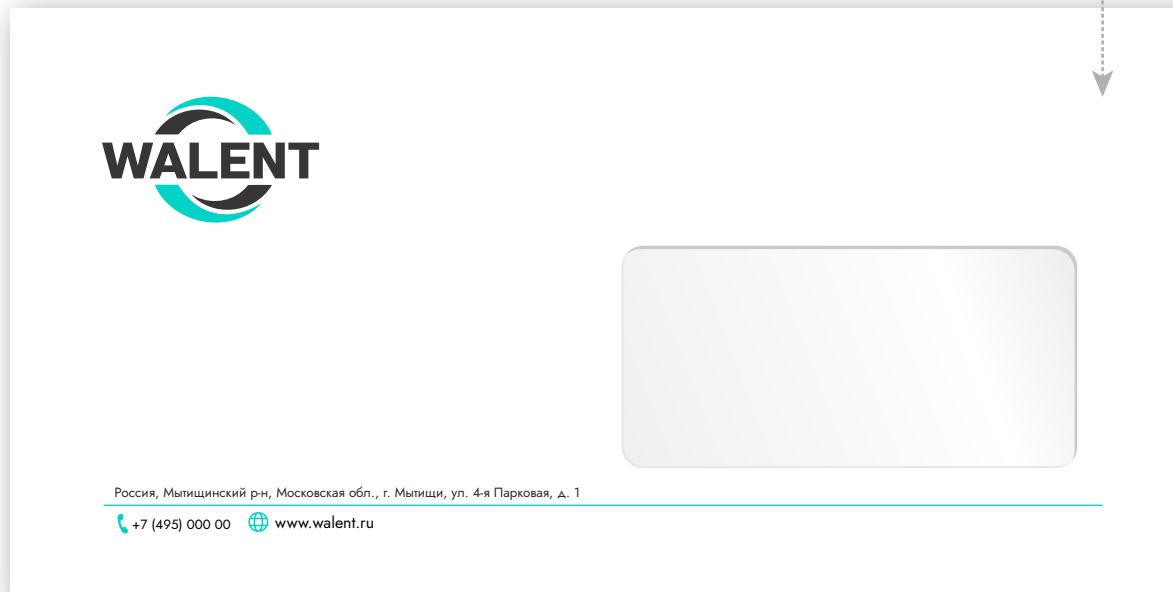 WALENT
Россия, Мытищинский р-н, Московская обл., г. Мытищи, ул. 4-я Парковая, д. 1
+7 (495) 000 00 www.walent.ru